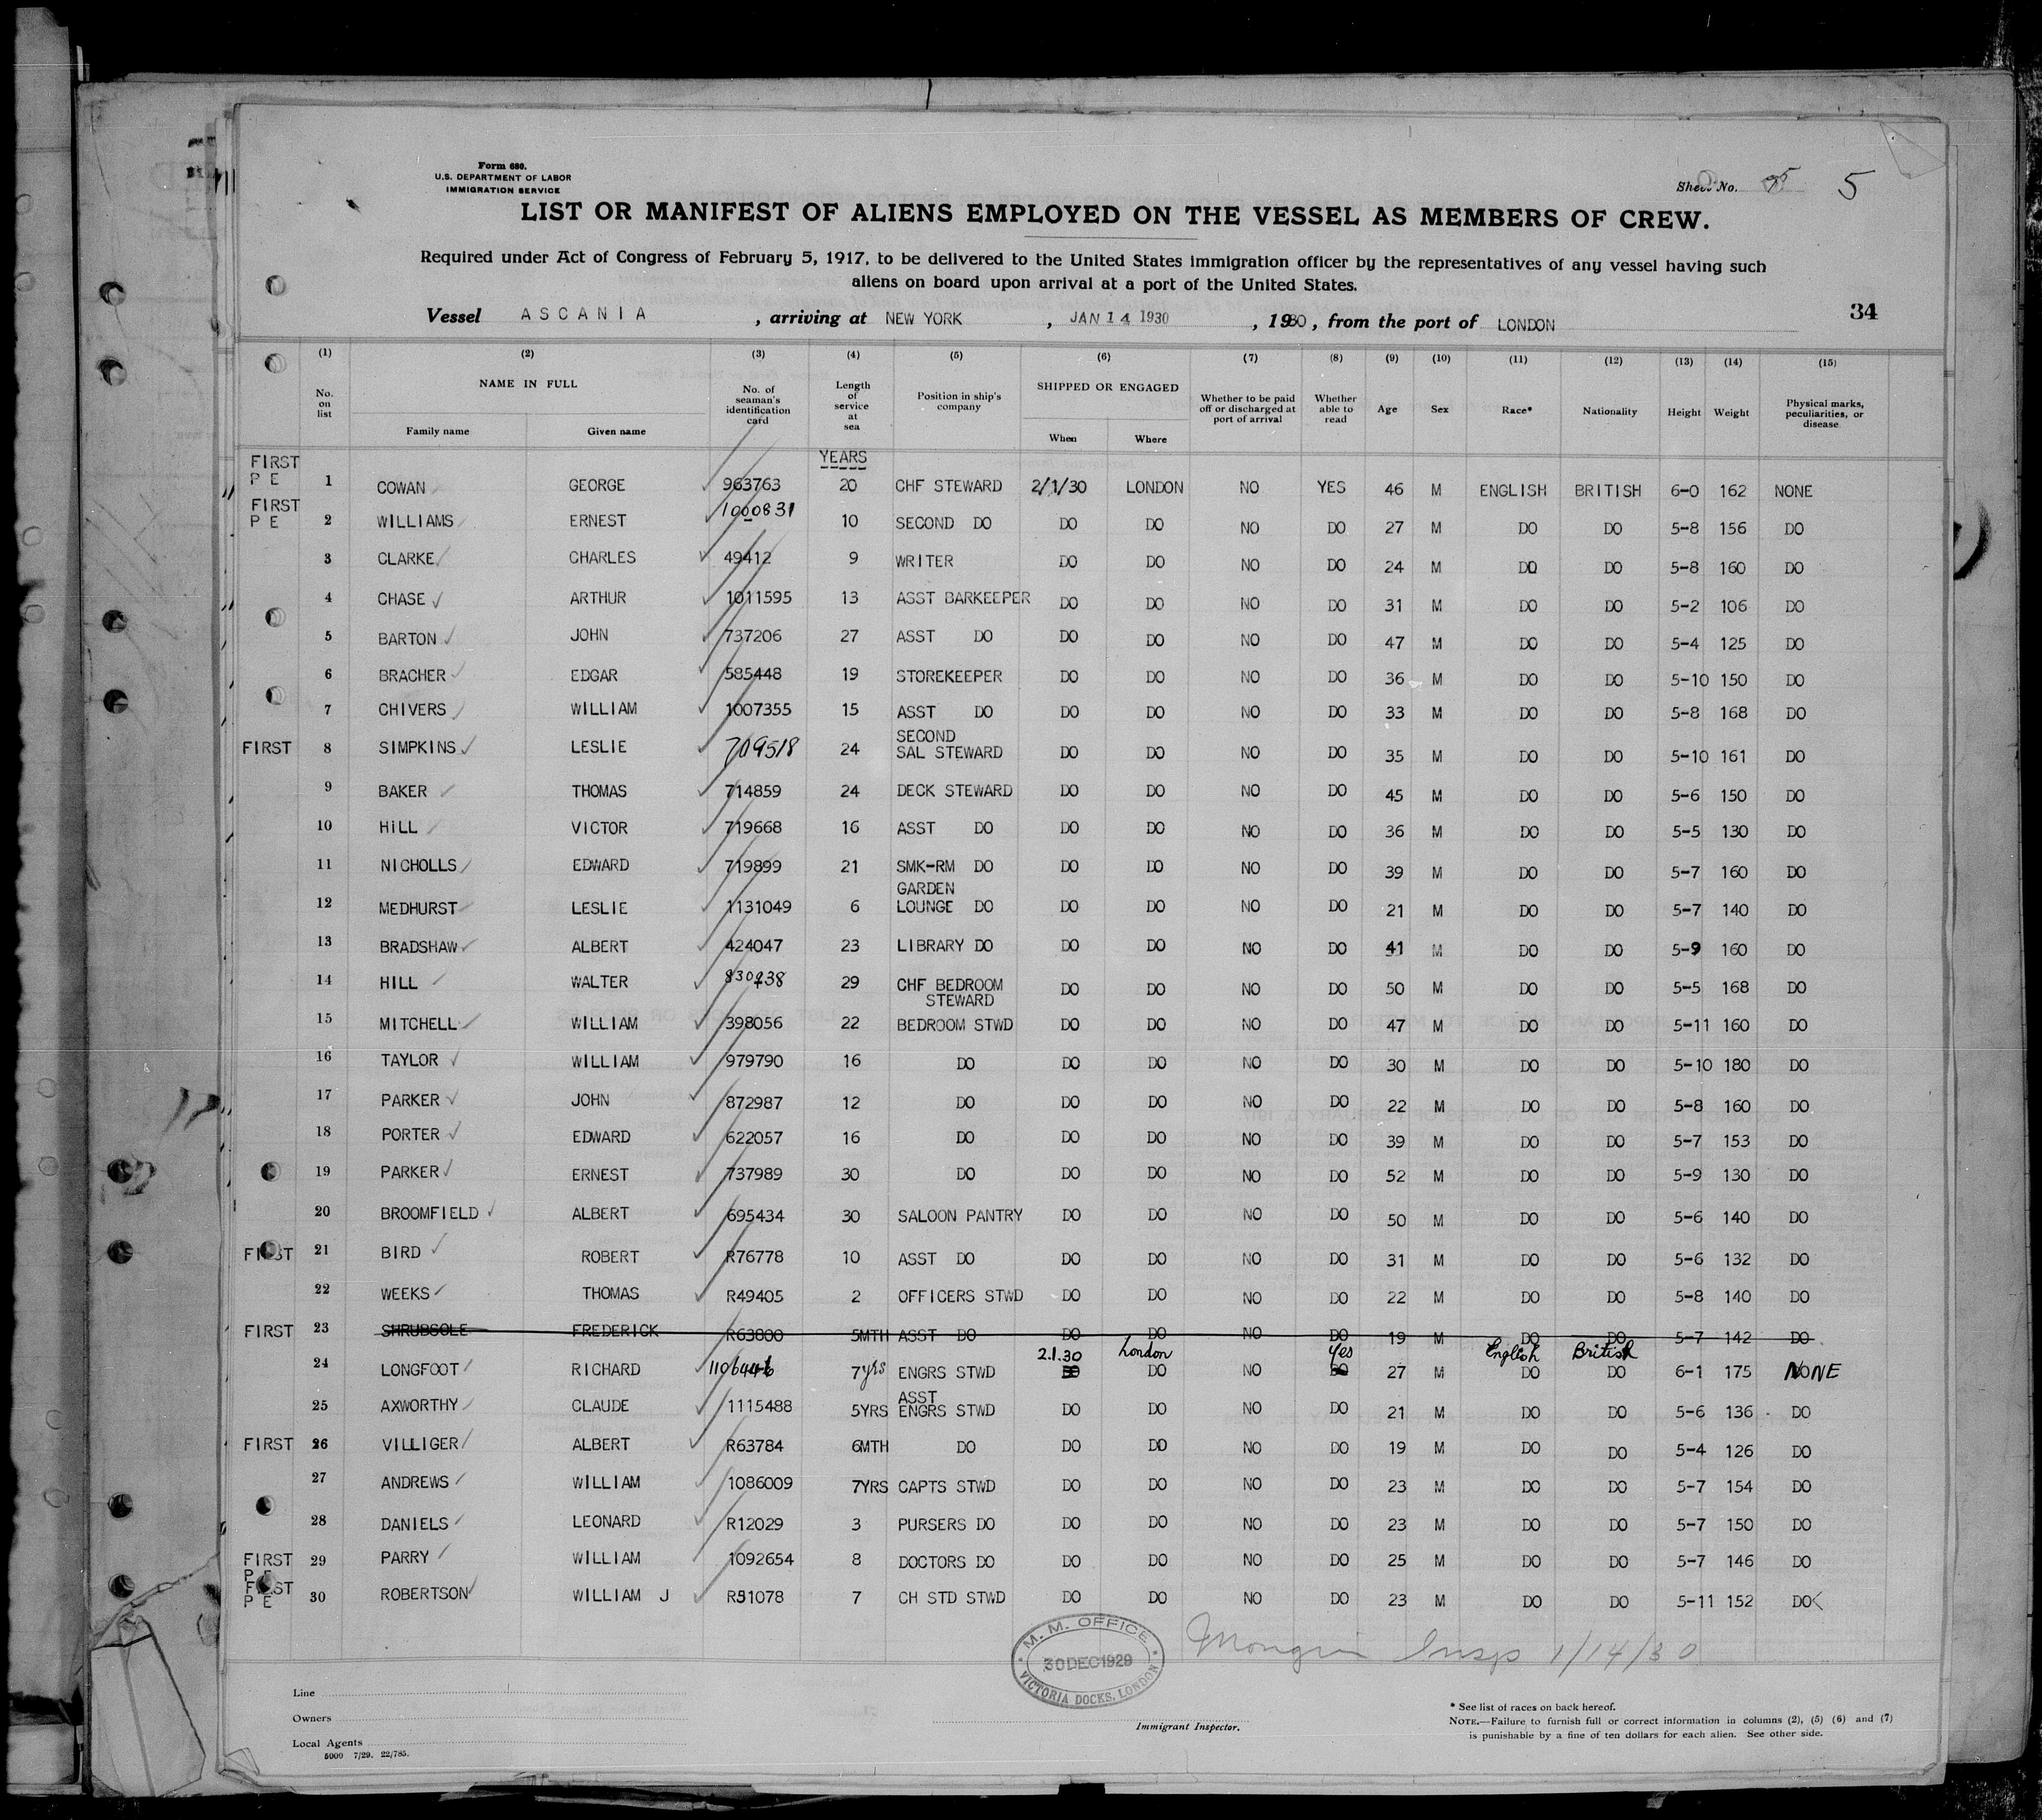 Form 680.
U.S. DEPARTMENT OF LABOR
IMMIGRATION SERVICE
Sheet No. 5
LIST OR MANIFEST OF ALIENS EMPLOYED ON THE VESSEL AS MEMBERS OF CREW.
Required under Act of Congress of February 5, 1917, to be delivered to the United States immigration officer by the representatives of any vessel having such
aliens on board upon arrival at a port of the United States.
34
Vessel ASCANIA, arriving at NEW YORK, JAN 14 1930, 1930, from the port of LONDON
(1) (2) (3) (4) (5) (6) (7) (8) (9) (10) (11) (12) (13) (14) (15)
No. on list NAME IN FULL Family name Given name No. of seaman's identification card Length of service at sea Position in ship's company SHIPPED OR ENGAGED When Where Whether to be paid off or discharged at port of arrival Whether able to read Age Sex Race* Nationality Height Weight Physical marks, peculiarities, or disease
YEARS
FIRST P E 1 COWAN GEORGE 963763 20 CHF STEWARD 2/1/30 LONDON NO YES 46 M ENGLISH BRITISH 6-0 162 NONE
FIRST P E 2 WILLIAMS ERNEST 1000831 10 SECOND DO DO DO NO DO 27 M DO DO 5-8 156 DO
3 CLARKE CHARLES 49412 9 WRITER DO DO NO DO 24 M DO DO 5-8 160 DO
4 CHASE ARTHUR 1011595 13 ASST BARKEEPER DO DO NO DO 31 M DO DO 5-2 106 DO
5 BARTON JOHN 737206 27 ASST DO DO DO NO DO 47 M DO DO 5-4 125 DO
6 BRACHER EDGAR 585448 19 STOREKEEPER DO DO NO DO 36 M DO DO 5-10 150 DO
7 CHIVERS WILLIAM 1007355 15 ASST DO DO DO NO DO 33 M DO DO 5-8 168 DO
FIRST 8 SIMPKINS LESLIE 709518 24 SECOND SAL STEWARD DO DO NO DO 35 M DO DO 5-10 161 DO
9 BAKER THOMAS 714859 24 DECK STEWARD DO DO NO DO 45 M DO DO 5-6 150 DO
10 HILL VICTOR 719668 16 ASST DO DO DO NO DO 36 M DO DO 5-5 130 DO
11 NICHOLLS EDWARD 719899 21 SMK-RM DO DO DO NO DO 39 M DO DO 5-7 160 DO
12 MEDHURST LESLIE 1131049 6 GARDEN LOUNGE DO DO DO NO DO 21 M DO DO 5-7 140 DO
13 BRADSHAW ALBERT 424047 23 LIBRARY DO DO DO NO DO 41 M DO DO 5-9 160 DO
14 HILL WALTER 29 CHF BEDROOM STEWARD DO DO NO DO 50 M DO DO 5-5 168 DO
15 MITCHELL WILLIAM 398056 22 BEDROOM STWD DO DO NO DO 47 M DO DO 5-11 160 DO
16 TAYLOR WILLIAM 979790 16 DO DO DO NO DO 30 M DO DO 5-10 180 DO
17 PARKER JOHN 872987 12 DO DO DO NO DO 22 M DO DO 5-8 160 DO
18 PORTER EDWARD 622057 16 DO DO DO NO DO 39 M DO DO 5-7 153 DO
19 PARKER ERNEST 737989 30 DO DO DO NO DO 52 M DO DO 5-9 130 DO
20 BROOMFIELD ALBERT 695434 30 SALOON PANTRY DO DO NO DO 50 M DO DO 5-6 140 DO
FIRST 21 BIRD ROBERT R76778 10 ASST DO DO DO NO DO 31 M DO DO 5-6 132 DO
22 WEEKS THOMAS R49405 2 OFFICERS STWD DO DO NO DO 22 M DO DO 5-8 140 DO
FIRST 23 SHRUBSOLE FREDERICK R63800 5MTH ASST DO DO DO NO DO 19 M DO DO 5-7 142 DO
2.1.30 London Yes English British
24 LONGFOOT RICHARD 7yrs ENGRS STWD DO DO NO DO 27 M DO DO 6-1 175 NONE
25 AXWORTHY CLAUDE 1115488 5YRS ASST ENGRS STWD DO DO NO DO 21 M DO DO 5-6 136 DO
FIRST 26 VILLIGER ALBERT R63784 6MTH DO DO DO NO DO 19 M DO DO 5-4 126 DO
27 ANDREWS WILLIAM 1086009 7YRS CAPTS STWD DO DO NO DO 23 M DO DO 5-7 154 DO
28 DANIELS LEONARD R12029 3 PURSERS DO DO DO NO DO 23 M DO DO 5-7 150 DO
FIRST P E 29 PARRY WILLIAM 1092654 8 DOCTORS DO DO DO NO DO 25 M DO DO 5-7 146 DO
FIRST P E 30 ROBERTSON WILLIAM J R51078 7 CH STD STWD DO DO NO DO 23 M DO DO 5-11 152 DO
M. M. OFFICE
30 DEC 1929
VICTORIA DOCKS, LONDON
Insp 1/14/30
Line
Owners
Local Agents
5000 7/29. 22/785.
Immigrant Inspector.
* See list of races on back hereof.
NOTE.—Failure to furnish full or correct information in columns (2), (5) (6) and (7)
is punishable by a fine of ten dollars for each alien. See other side.